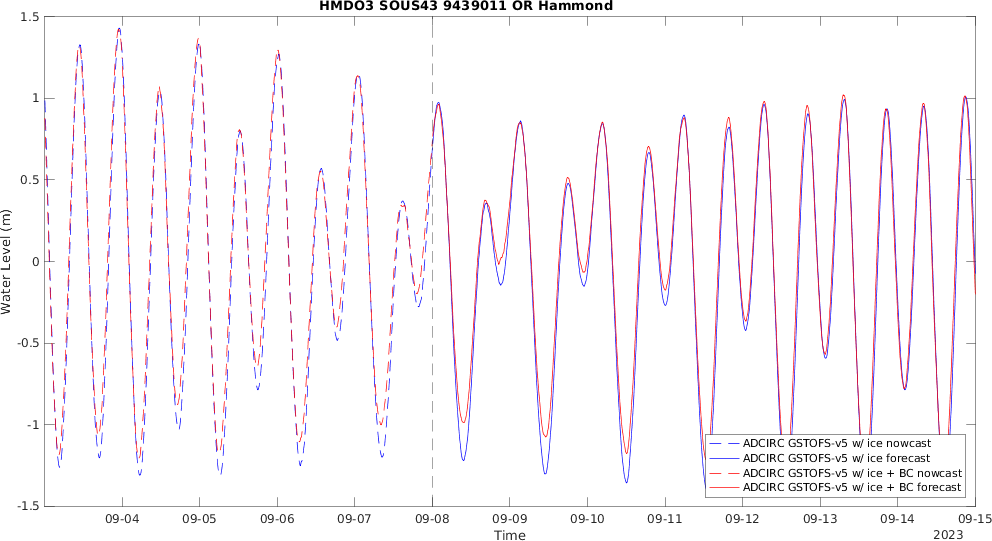 HMDO3 SOUS43 9439011 OR Hammond
1.5
1
0.5
0
-0.5
-1
-1.5
Water Level (m)
ADCIRC GSTOFS-v5 w/ ice nowcast
ADCIRC GSTOFS-v5 w/ ice forecast
ADCIRC GSTOFS-v5 w/ ice + BC nowcast
ADCIRC GSTOFS-v5 w/ ice + BC forecast
09-04 09-05 09-06 09-07 09-08 09-09 09-10 09-11 09-12 09-13 09-14 09-15
Time
2023